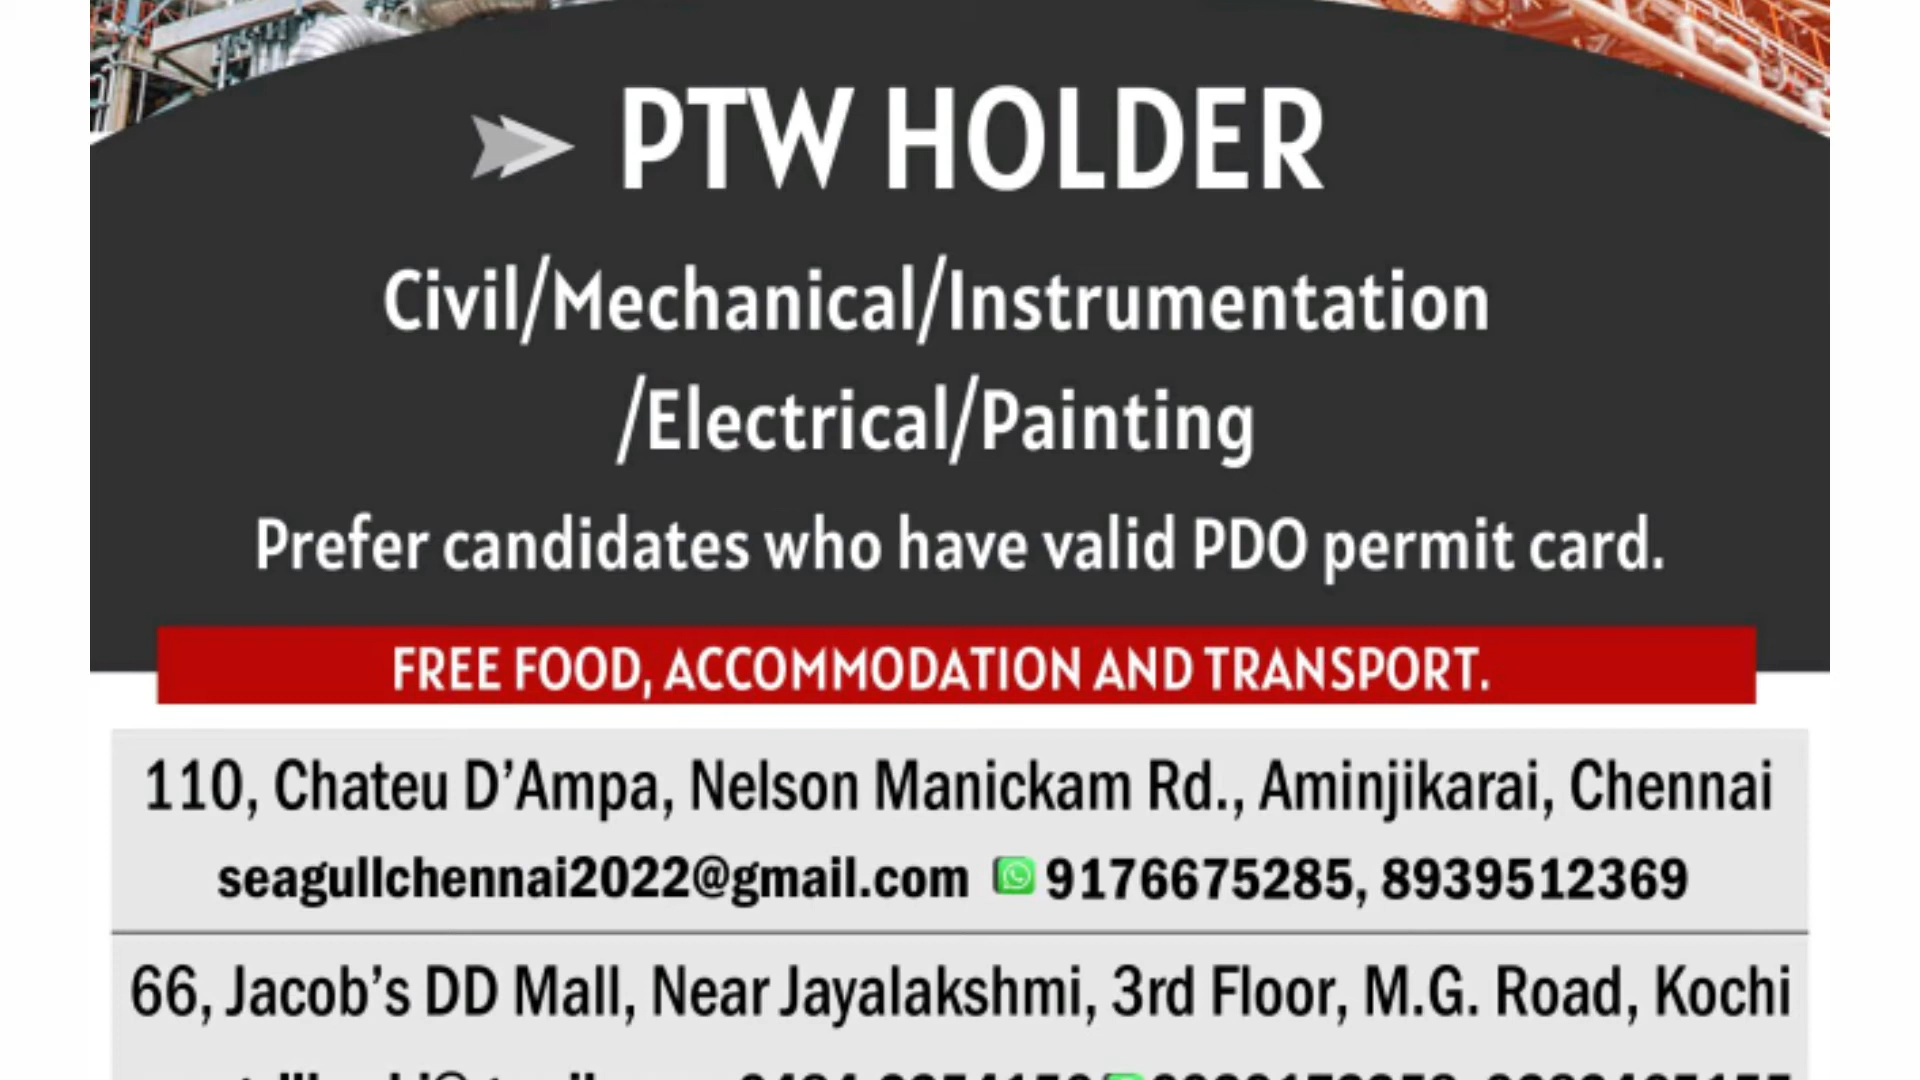 PTW HOLDER
Civil/Mechanical/Instrumentation
/Electrical/Painting
Prefer candidates who have valid PDO permit card.
FREE FOOD, ACCOMMODATION AND TRANSPORT.
110, Chateu D’Ampa, Nelson Manickam Rd., Aminjikarai, Chennai
seagullchennai2022@gmail.com 9176675285, 8939512369
66, Jacob’s DD Mall, Near Jayalakshmi, 3rd Floor, M.G. Road, Kochi